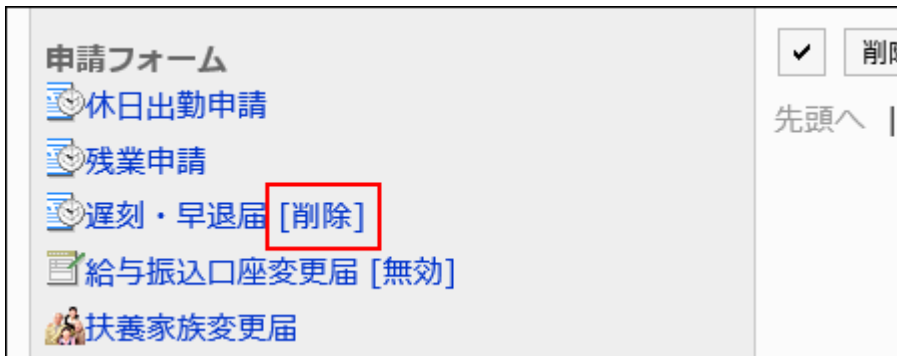 申請フォーム
休日出勤申請
残業申請
遅刻・早退届 [削除]
給与振込口座変更届 [無効]
扶養家族変更届
削
先頭へ |